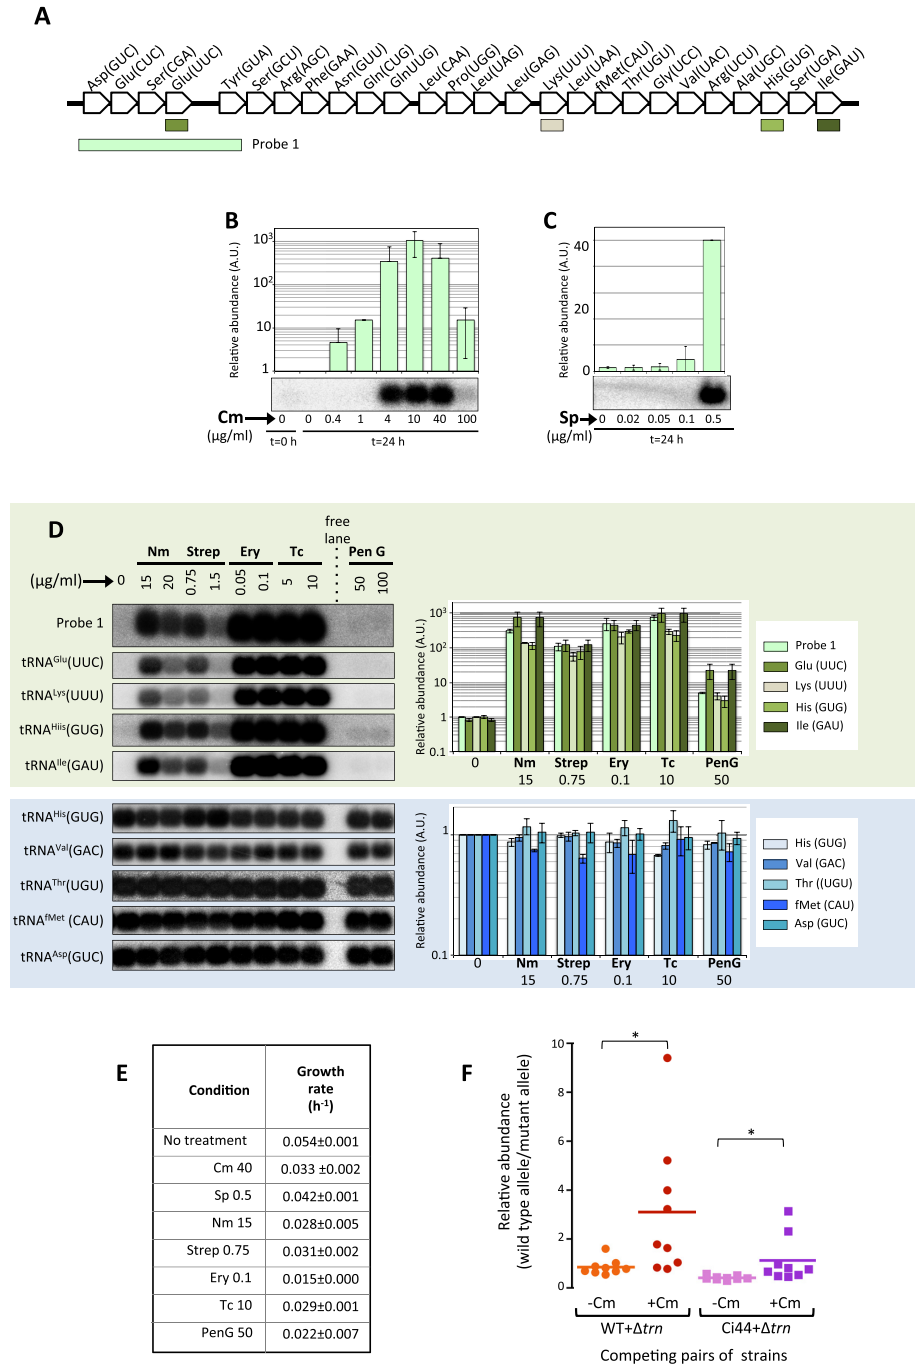 A
Asp(GUC)
Glu(CUC)
Ser(CGA)
Glu(UUC)
Tyr(GUA)
Ser(GCU)
Arg(AGC)
Phe(GAA)
Asn(GUU)
Gln(CUG)
GlnUUG)
Leu(CAA)
Pro(UGG)
Leu(UAG)
Leu(GAG)
Lys(UUU)
Leu(UAA)
fMet(CAU)
Thr(UGU)
Gly(UCC)
Val(UAC)
Arg(UCU)
Ala(UGC)
His(GUG)
Ser(UGA)
Ile(GAU)
Probe 1
B
Relative abundance (A.U.)
10³
10²
10
1
Cm
(µg/ml)
0 0 0.4 1 4 10 40 100
t=0 h t=24 h
C
Relative abundance (A.U.)
40
20
0
Sp
(µg/ml)
0 0.02 0.05 0.1 0.5
t=24 h
D
free
lane
Nm Strep Ery Tc Pen G
(µg/ml) 0 15 20 0.75 1.5 0.05 0.1 5 10 50 100
Probe 1
tRNAGlu(UUC)
tRNALys(UUU)
tRNAHiis(GUG)
tRNAIle(GAU)
Relative abundance (A.U.)
10³
10²
10
1
0.1
0 Nm Strep Ery Tc PenG
15 0.75 0.1 10 50
Probe 1
Glu (UUC)
Lys (UUU)
His (GUG)
Ile (GAU)
tRNAHis(GUG)
tRNAVal(GAC)
tRNAThr(UGU)
tRNAfMet (CAU)
tRNAAsp(GUC)
Relative abundance (A.U.)
1
0.1
0 Nm Strep Ery Tc PenG
15 0.75 0.1 10 50
His (GUG)
Val (GAC)
Thr ((UGU)
fMet (CAU)
Asp (GUC)
E
Condition Growth rate (h-1)
No treatment 0.054±0.001
Cm 40 0.033 ±0.002
Sp 0.5 0.042±0.001
Nm 15 0.028±0.005
Strep 0.75 0.031±0.002
Ery 0.1 0.015±0.000
Tc 10 0.029±0.001
PenG 50 0.022±0.007
F
Relative abundance
(wild type allele/mutant allele)
10
8
6
4
2
0
*
*
-Cm +Cm -Cm +Cm
WT+Δtrn Ci44+Δtrn
Competing pairs of strains